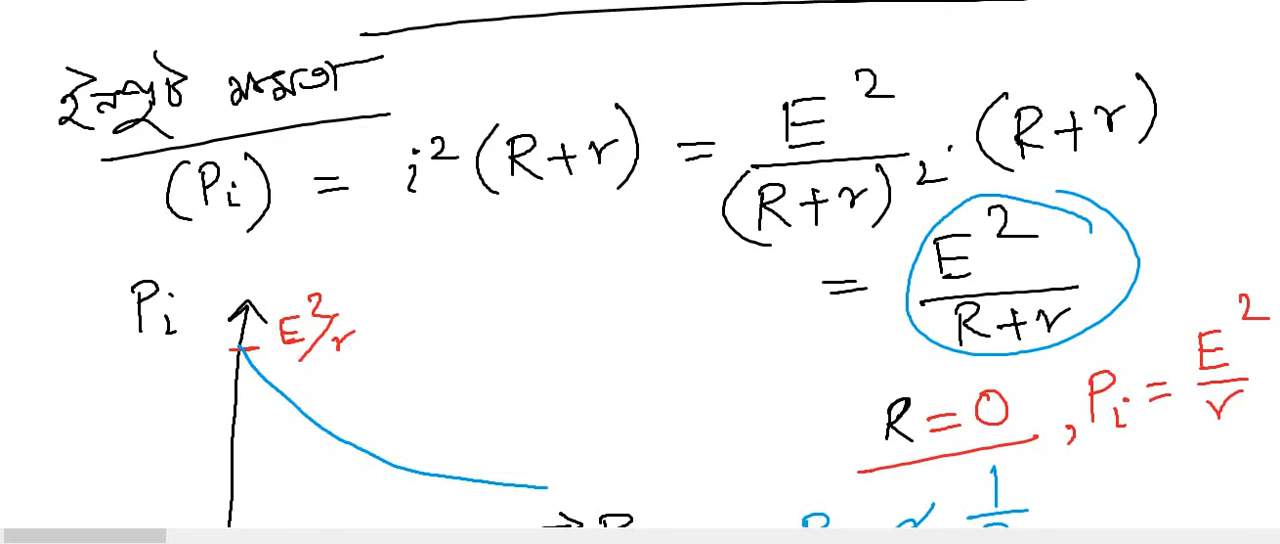 ইনপুট ক্ষমতা
(Pᵢ) = i² (R+r) = E²/(R+r)² · (R+r)
= E²/(R+r)
Pᵢ
E²/r
R = 0, Pᵢ = E²/r